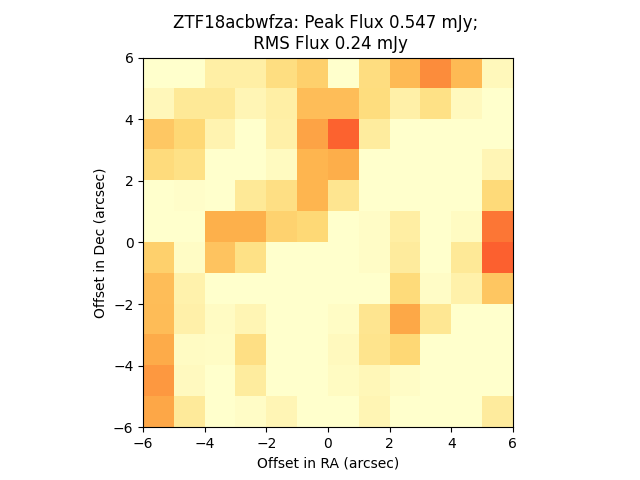 ZTF18acbwfza: Peak Flux 0.547 mJy;
RMS Flux 0.24 mJy
6
4
2
0
−2
−4
−6
Offset in Dec (arcsec)
−6 −4 −2 0 2 4 6
Offset in RA (arcsec)